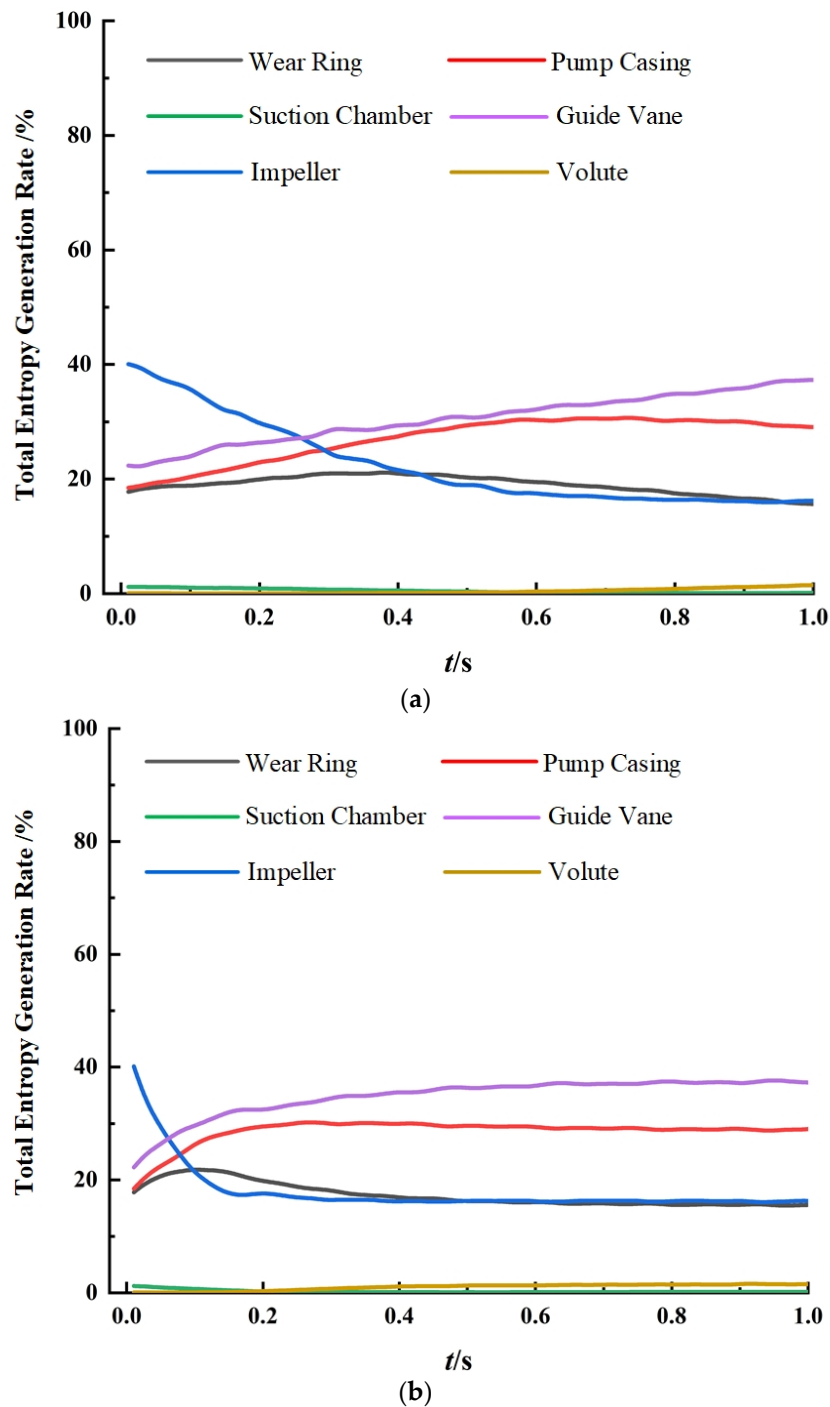 100
80
60
40
20
0
Total Entropy Generation Rate /%
Wear Ring Pump Casing
Suction Chamber Guide Vane
Impeller Volute
0.0 0.2 0.4 0.6 0.8 1.0
t/s
(a)
100
80
60
40
20
0
Total Entropy Generation Rate /%
Wear Ring Pump Casing
Suction Chamber Guide Vane
Impeller Volute
0.0 0.2 0.4 0.6 0.8 1.0
t/s
(b)